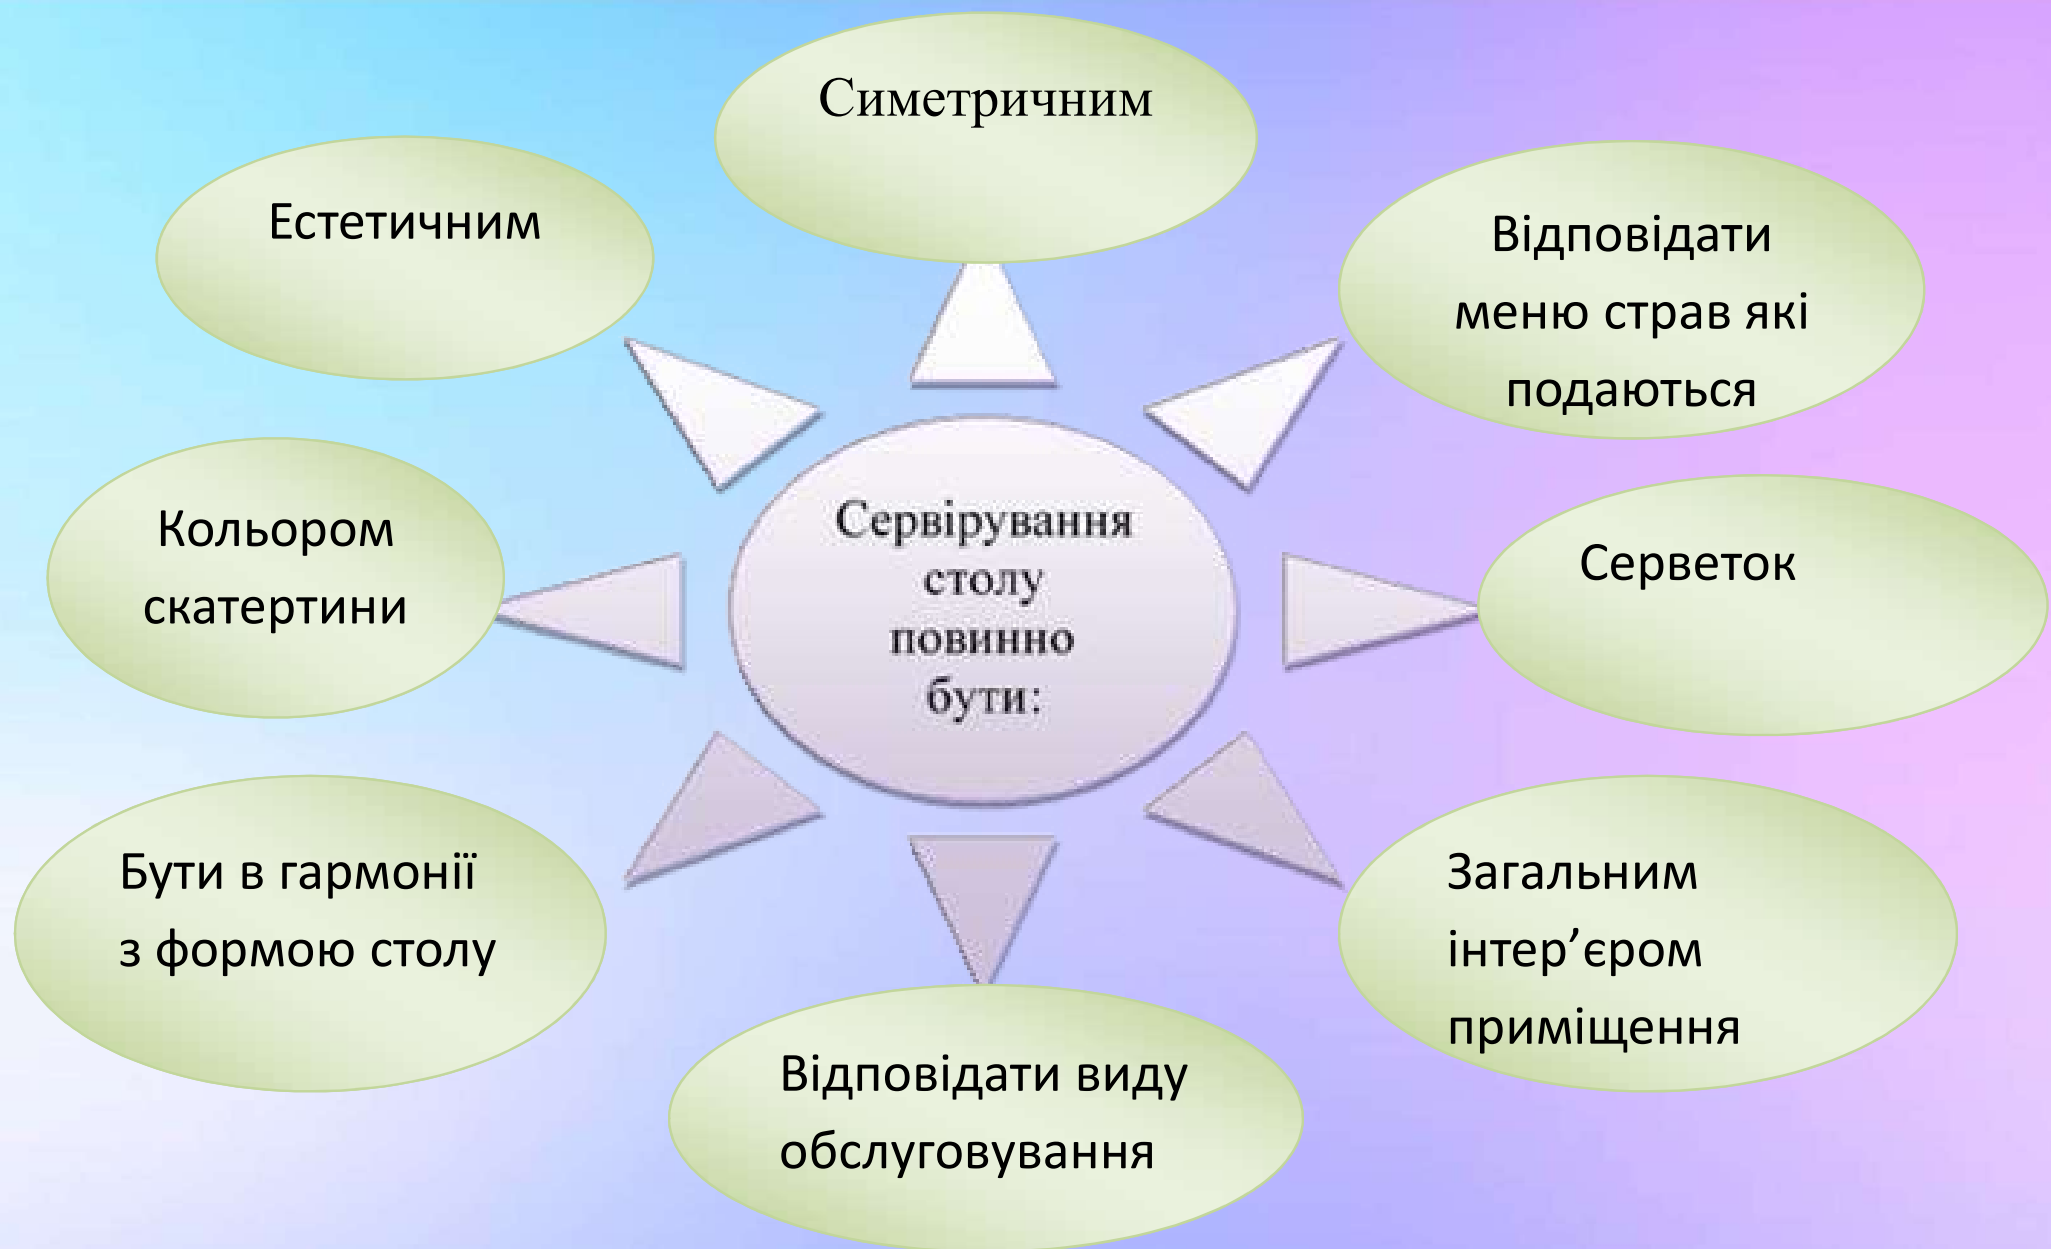 Симетричним
Естетичним
Відповідати
меню страв які
подаються
Кольором
скатертини
Сервірування
столу
повинно
бути:
Серветок
Бути в гармонії
з формою столу
Загальним
інтер’єром
приміщення
Відповідати виду
обслуговування